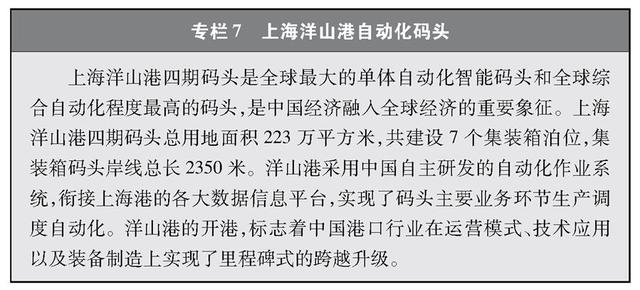 专栏7 上海洋山港自动化码头
上海洋山港四期码头是全球最大的单体自动化智能码头和全球综
合自动化程度最高的码头，是中国经济融入全球经济的重要象征。上海
洋山港四期码头总用地面积223万平方米，共建设7个集装箱泊位，集
装箱码头岸线总长2350米。洋山港采用中国自主研发的自动化作业系
统，衔接上海港的各大数据信息平台，实现了码头主要业务环节生产调
度自动化。洋山港的开港，标志着中国港口行业在运营模式、技术应用
以及装备制造上实现了里程碑式的跨越升级。